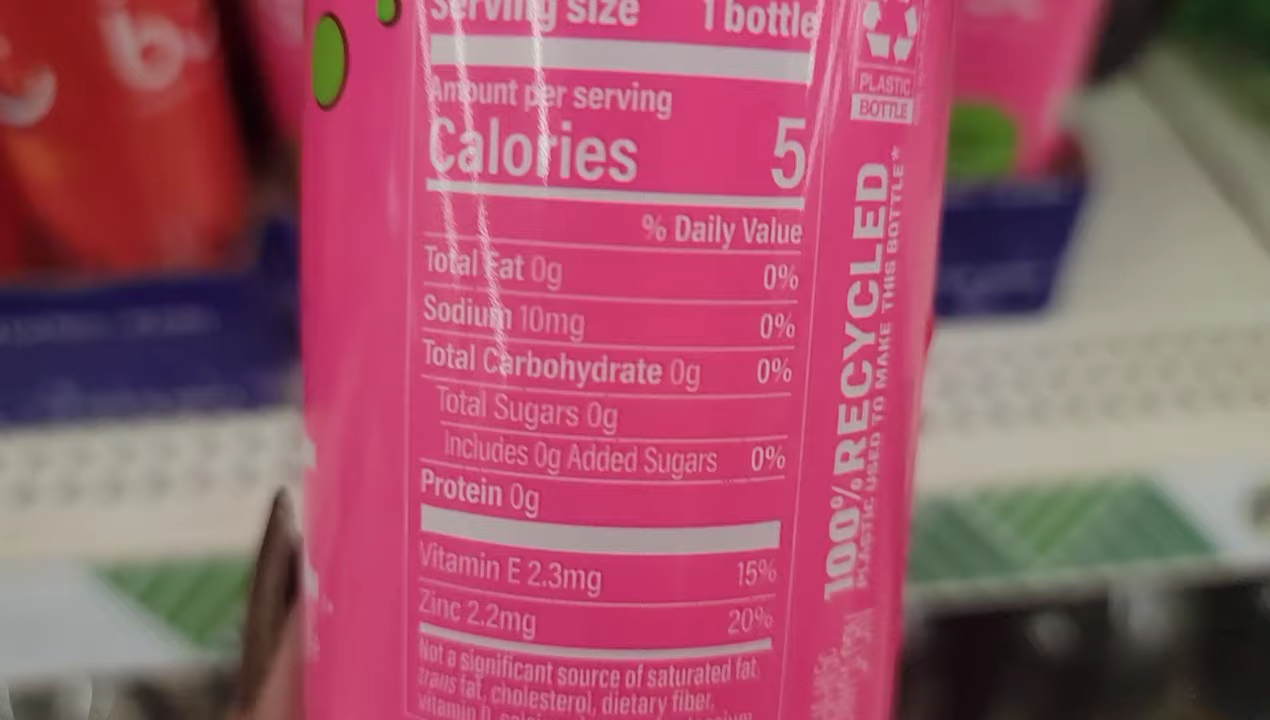 Serving size 1 bottle
Amount per serving
Calories 5
% Daily Value
Total Fat 0g 0%
Sodium 10mg 0%
Total Carbohydrate 0g 0%
Total Sugars 0g
Includes 0g Added Sugars 0%
Protein 0g
Vitamin E 2.3mg 15%
Zinc 2.2mg 20%
Not a significant source of saturated fat,
trans fat, cholesterol, dietary fiber,
vitamin D,
PLASTIC
BOTTLE
100% RECYCLED
PLASTIC USED TO MAKE THIS BOTTLE*
b